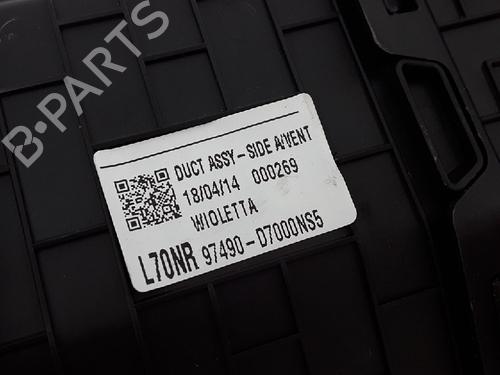 B-PARTS
DUCT ASSY-SIDE A/VENT
18/04/14 000269
WIOLETTA
L70NR 97490-D7000NS5